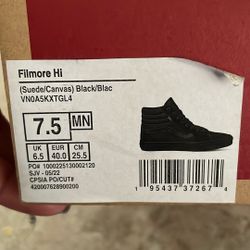 Filmore Hi
(Suede/Canvas) Black/Blac
VN0A5KXTGL4
7.5 MN
UK EUR CM
6.5 40.0 25.5
PO# 1000225130002120
SJV - 05/22
CPSIA PO/CUT#
420007628900200
1 95437 37267 4